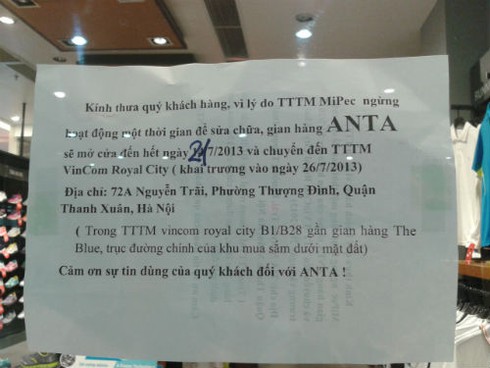 Kính thưa quý khách hàng, vì lý do TTTM MiPec ngừng
hoạt động một thời gian để sửa chữa, gian hàng ANTA
sẽ mở cửa đến hết ngày 21/7/2013 và chuyển đến TTTM
VinCom Royal City ( khai trương vào ngày 26/7/2013)
Địa chỉ: 72A Nguyễn Trãi, Phường Thượng Đình, Quận
Thanh Xuân, Hà Nội
( Trong TTTM vincom royal city B1/B28 gần gian hàng The
Blue, trục đường chính của khu mua sắm dưới mặt đất)
Cảm ơn sự tin dùng của quý khách đối với ANTA !